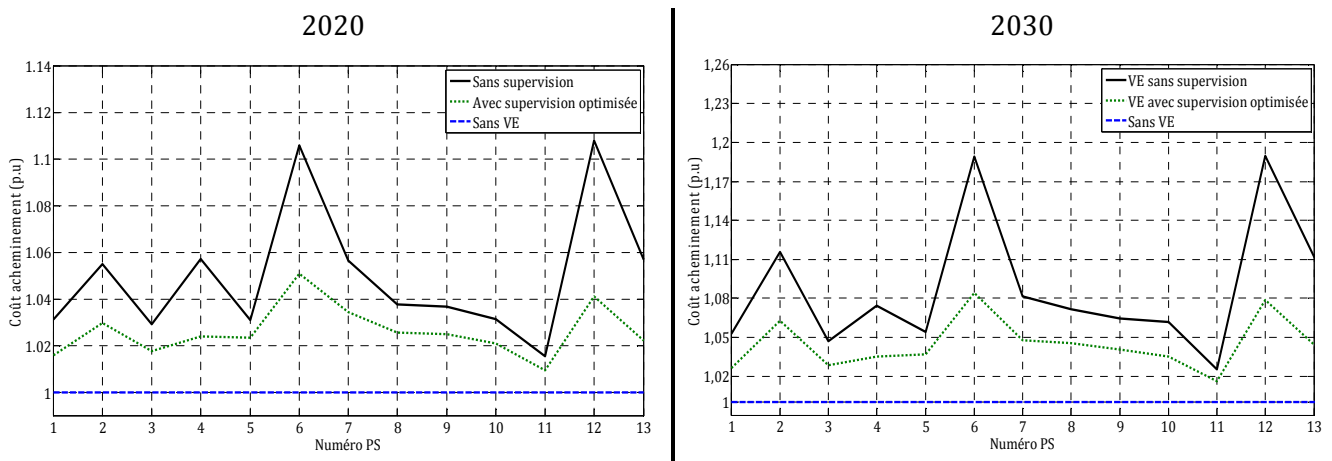 2020
Coût acheminement (p.u)
1.14
1.12
1.1
1.08
1.06
1.04
1.02
1
Sans supervision
Avec supervision optimisée
Sans VE
1 2 3 4 5 6 7 8 9 10 11 12 13
Numéro PS
2030
Coût acheminement (p.u)
1,26
1,23
1,2
1,17
1,14
1,11
1,08
1,05
1,02
1
VE sans supervision
VE avec supervision optimisée
Sans VE
1 2 3 4 5 6 7 8 9 10 11 12 13
Numéro PS